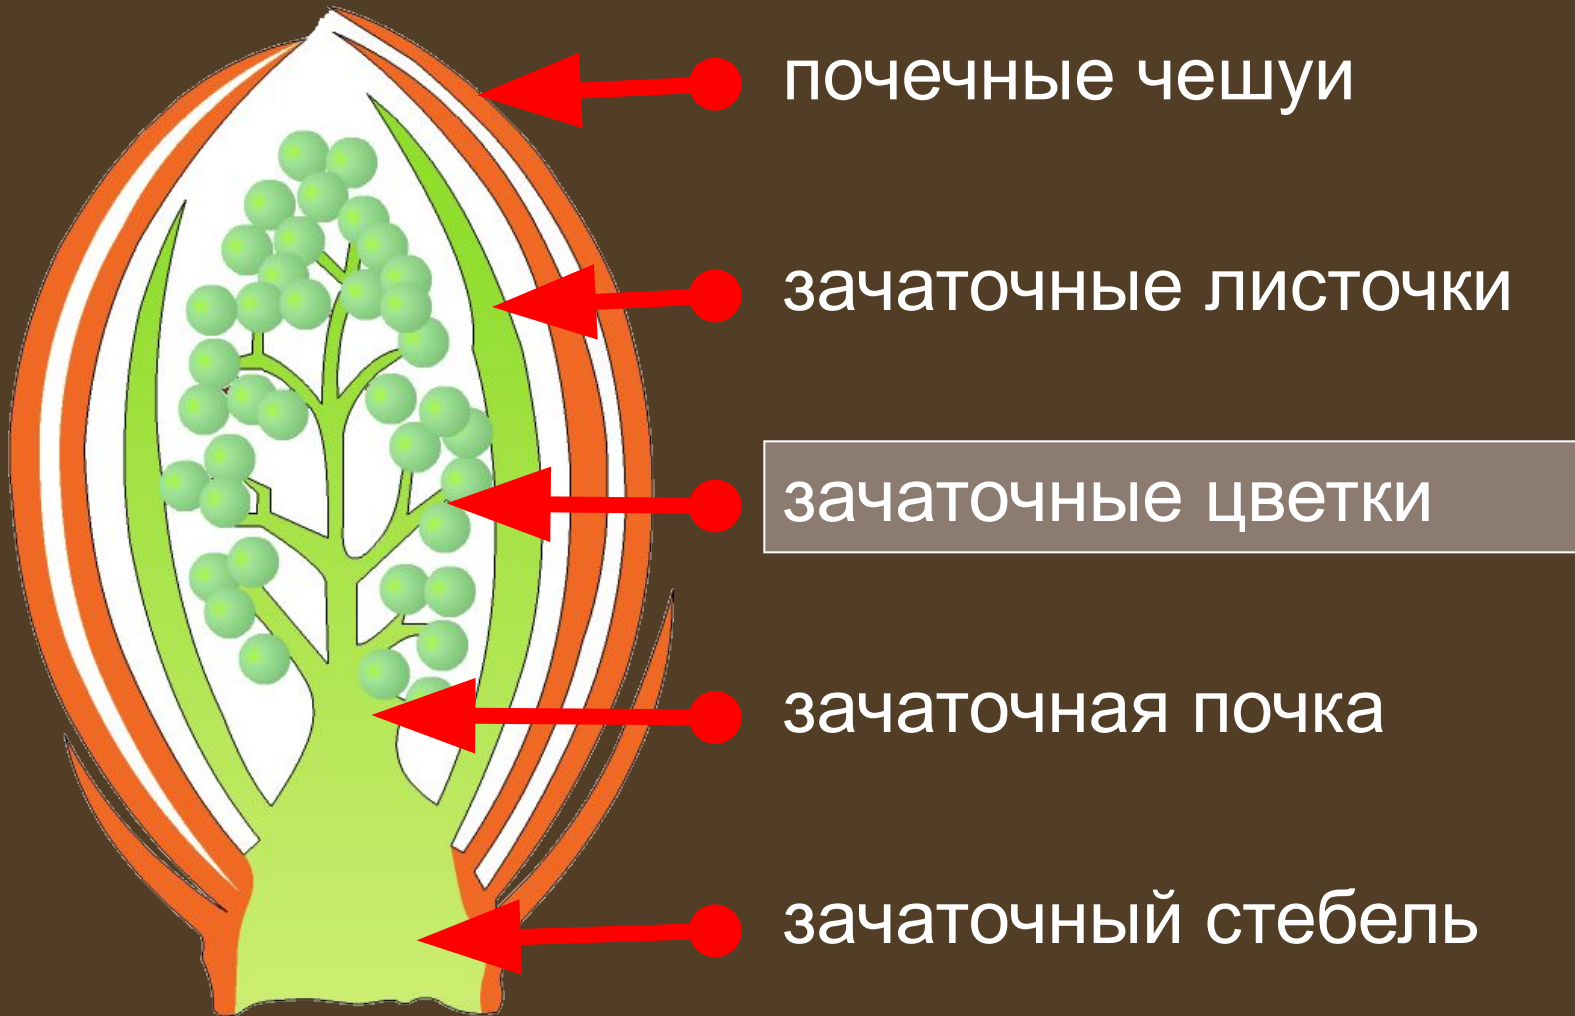 почечные чешуи
зачаточные листочки
зачаточные цветки
зачаточная почка
зачаточный стебель